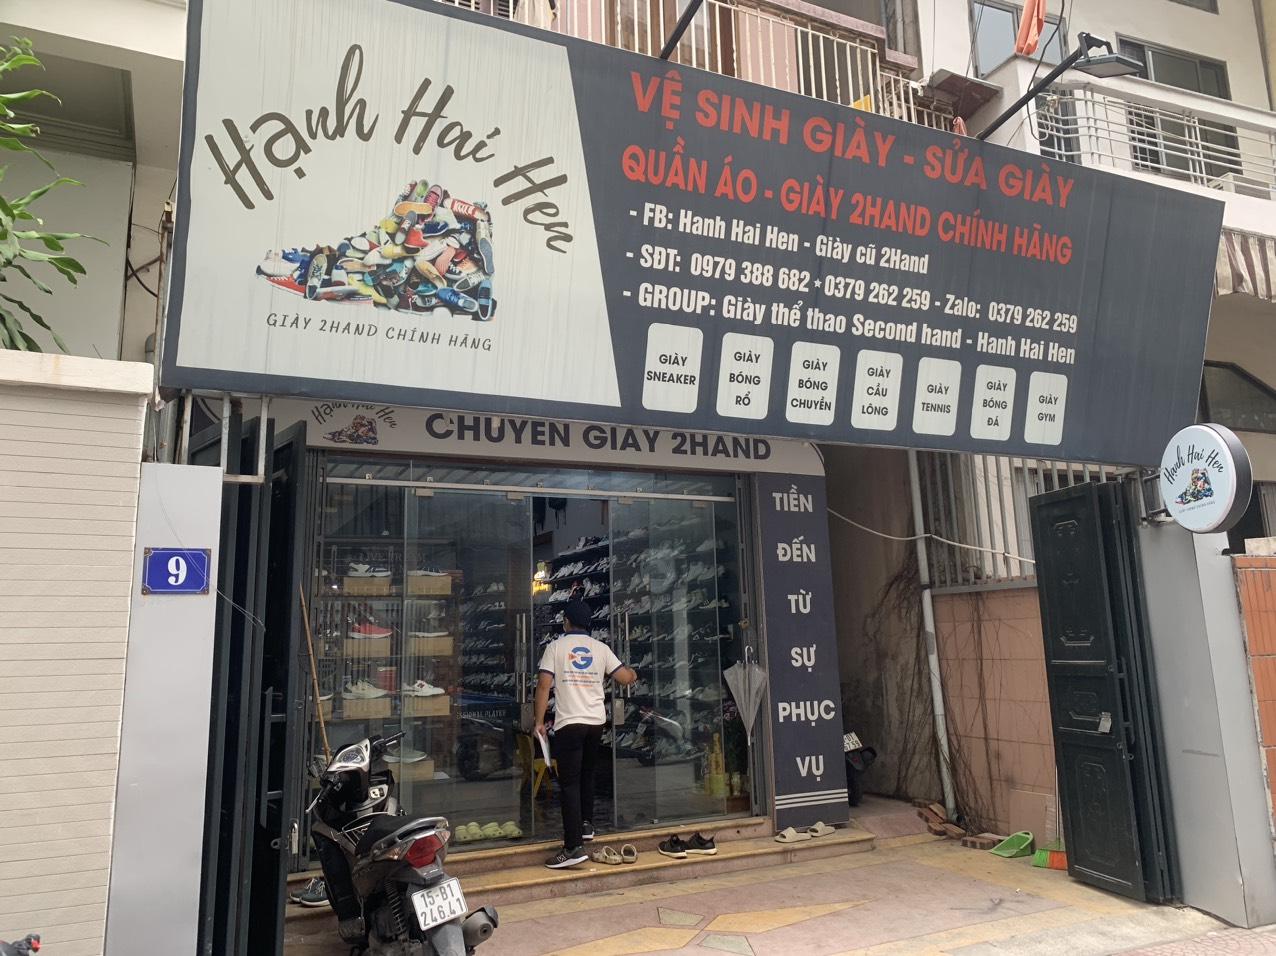 Hạnh Hai Hen
GIÀY 2HAND CHÍNH HÃNG
VỆ SINH GIÀY - SỬA GIÀY
QUẦN ÁO - GIÀY 2HAND CHÍNH HÃNG
- FB: Hanh Hai Hen - Giày cũ 2Hand
- SĐT: 0979 388 682 ★ 0379 262 259 - Zalo: 0379 262 259
- GROUP: Giày thể thao Second hand - Hanh Hai Hen
GIÀY
SNEAKER
GIÀY
BÓNG
RỔ
GIÀY
BÓNG
CHUYỀN
GIÀY
CẦU
LÔNG
GIÀY
TENNIS
GIÀY
BÓNG
ĐÁ
GIÀY
GYM
Hạnh Hai Hen
CHUYEN GIAY 2HAND
TIỀN
ĐẾN
TỪ
SỰ
PHỤC
VỤ
Hạnh Hai Hen
GIÀY 2HAND CHÍNH HÃNG
9
G
15-B1
246.41